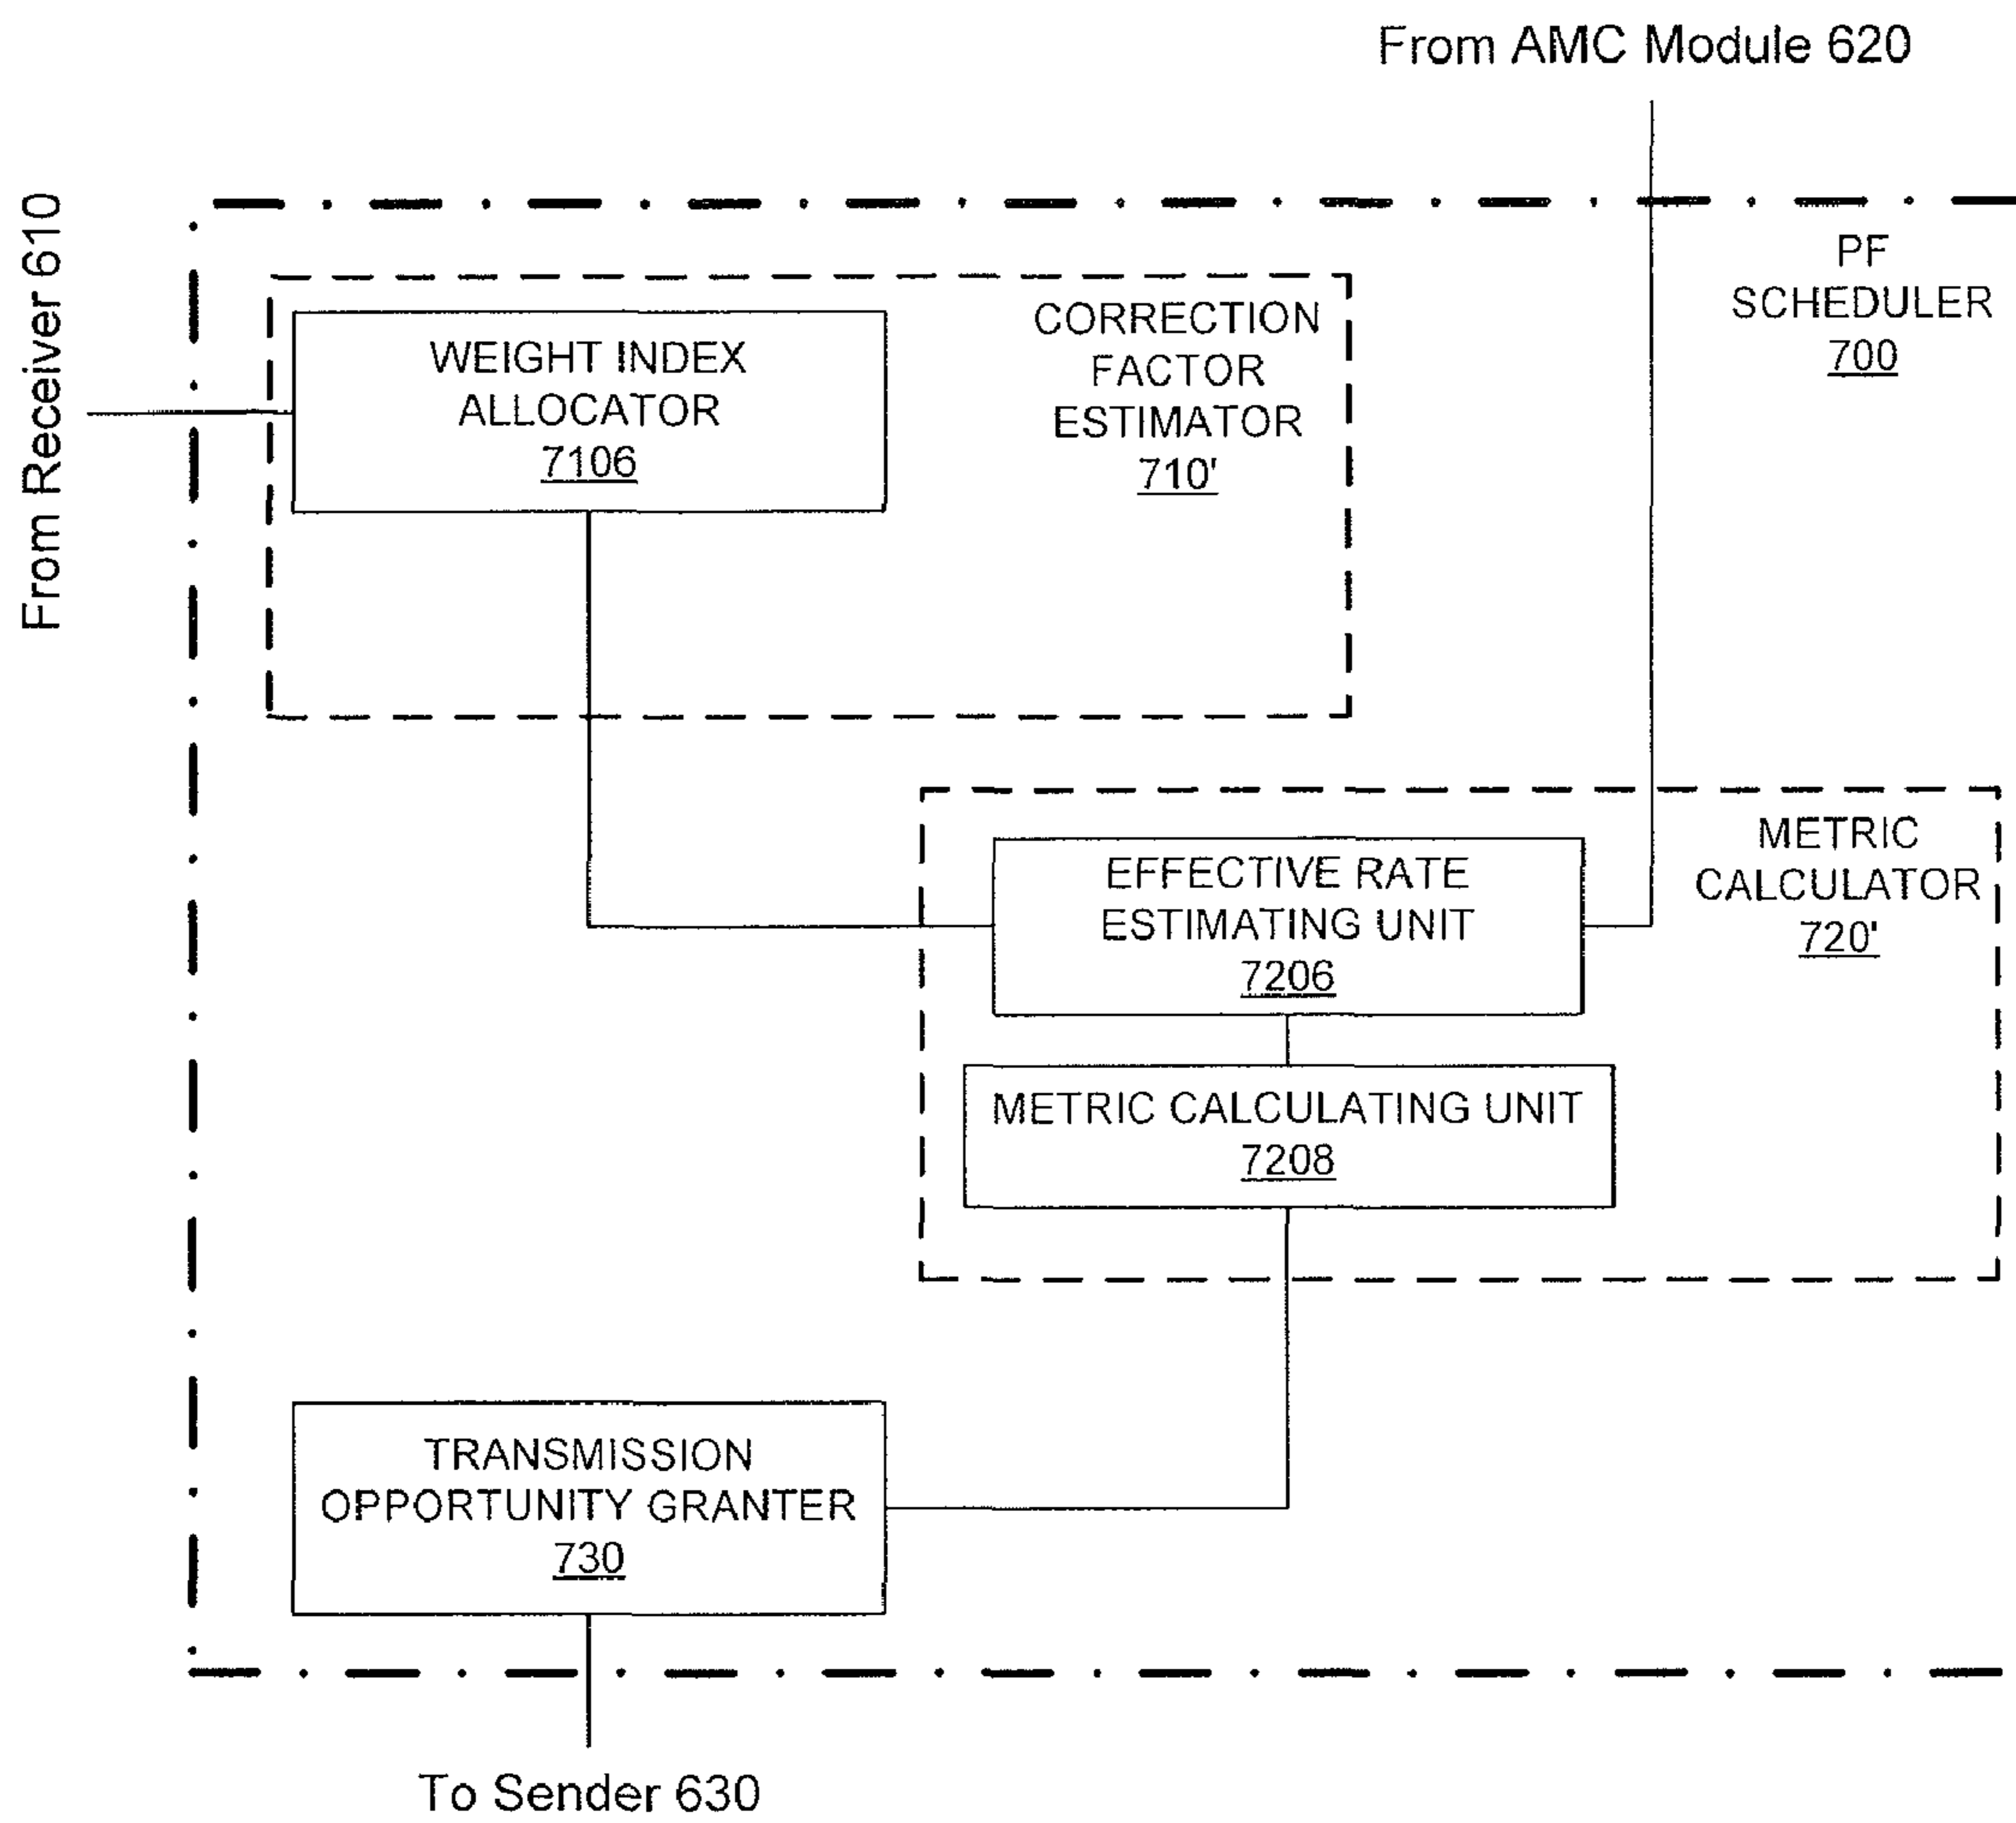 From AMC Module 620
From Receiver 610
PF
SCHEDULER
700
CORRECTION
FACTOR
ESTIMATOR
710'
WEIGHT INDEX
ALLOCATOR
7106
METRIC
CALCULATOR
720'
EFFECTIVE RATE
ESTIMATING UNIT
7206
METRIC CALCULATING UNIT
7208
TRANSMISSION
OPPORTUNITY GRANTER
730
To Sender 630